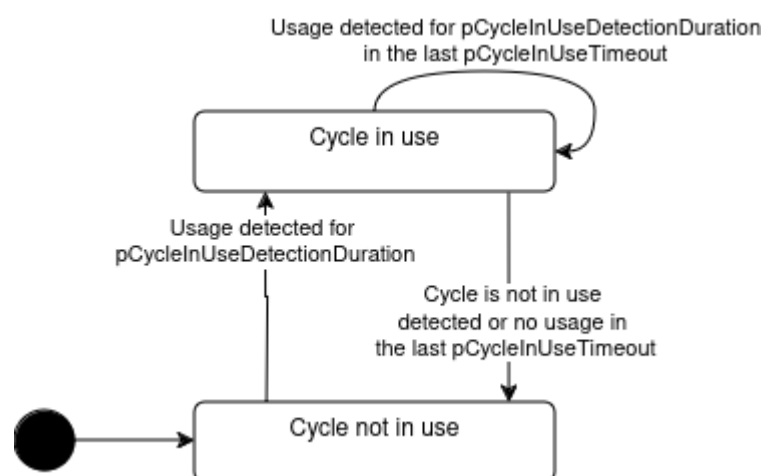 Usage detected for pCycleInUseDetectionDuration
in the last pCycleInUseTimeout
Cycle in use
Usage detected for
pCycleInUseDetectionDuration
Cycle is not in use
detected or no usage in
the last pCycleInUseTimeout
Cycle not in use